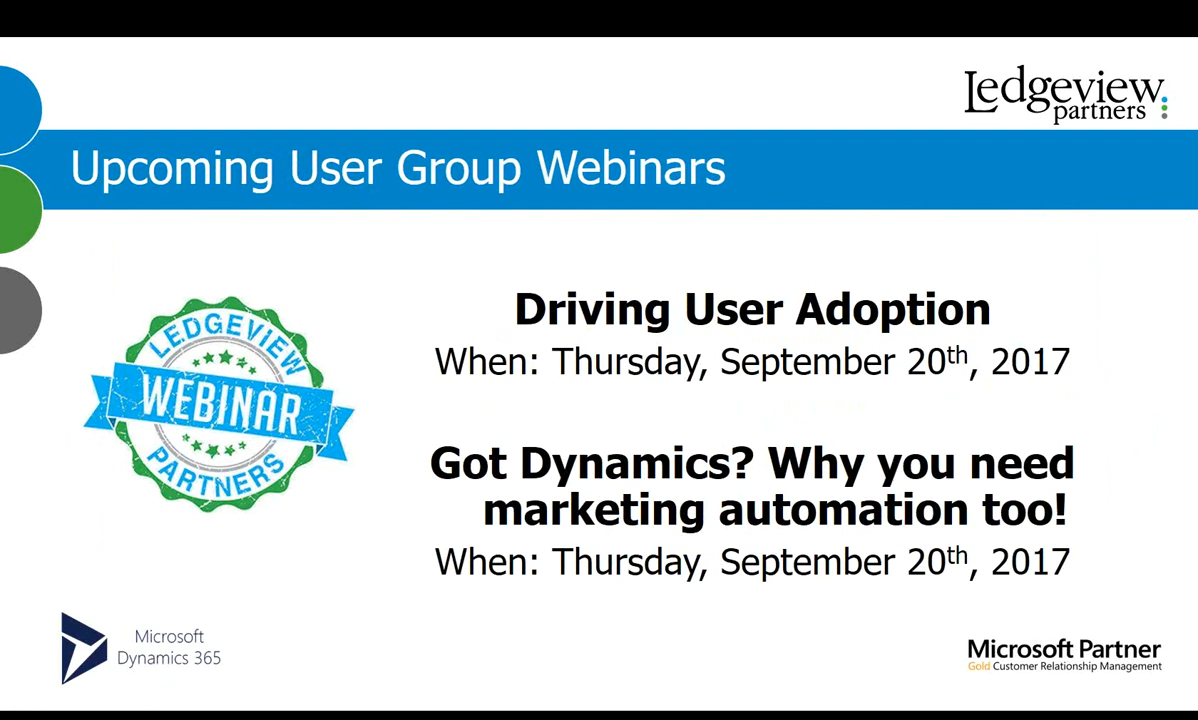 Ledgeview
partners
Upcoming User Group Webinars
LEDGEVIEW
WEBINAR
PARTNERS
Driving User Adoption
When: Thursday, September 20th, 2017
Got Dynamics? Why you need
marketing automation too!
When: Thursday, September 20th, 2017
Microsoft
Dynamics 365
Microsoft Partner
Gold Customer Relationship Management